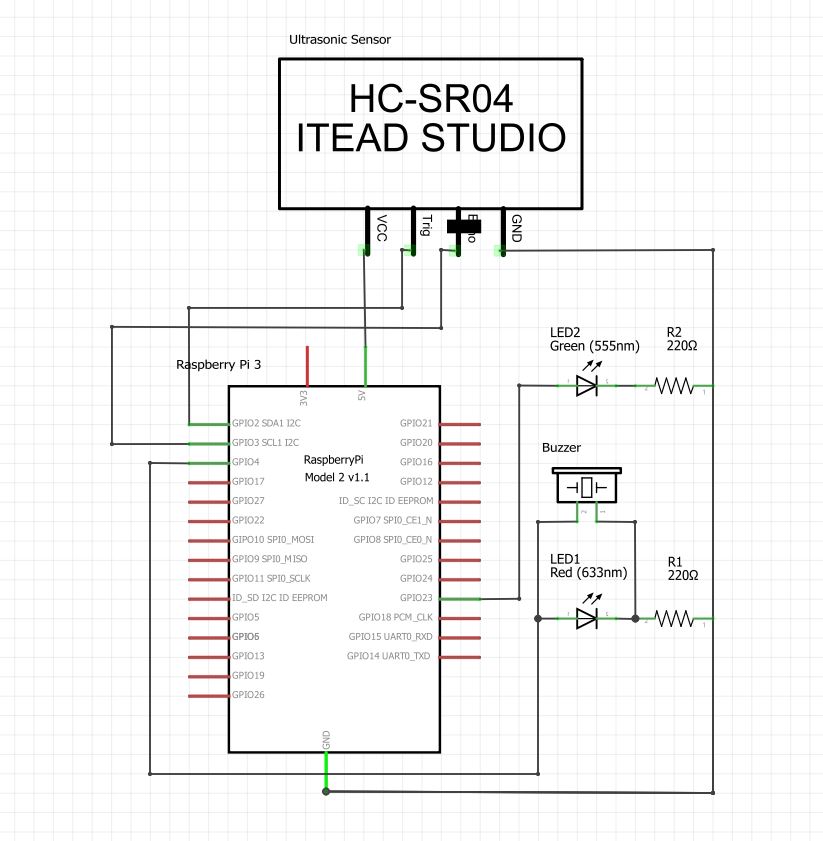 Ultrasonic Sensor
HC-SR04
ITEAD STUDIO
VCC
Trig
GND
LED2
Green (555nm)
R2
220Ω
Raspberry Pi 3
3V3
5V
GPIO2 SDA1 I2C
GPIO3 SCL1 I2C
GPIO4
GPIO17
GPIO27
GPIO22
GPIO10 SPI0_MOSI
GPIO9 SPI0_MISO
GPIO11 SPI0_SCLK
ID_SD I2C ID EEPROM
GPIO5
GPIO6
GPIO13
GPIO19
GPIO26
RaspberryPi
Model 2 v1.1
GPIO21
GPIO20
GPIO16
GPIO12
ID_SC I2C ID EEPROM
GPIO7 SPI0_CE1_N
GPIO8 SPI0_CE0_N
GPIO25
GPIO24
GPIO23
GPIO18 PCM_CLK
GPIO15 UART0_RXD
GPIO14 UART0_TXD
GND
Buzzer
2
1
LED1
Red (633nm)
R1
220Ω